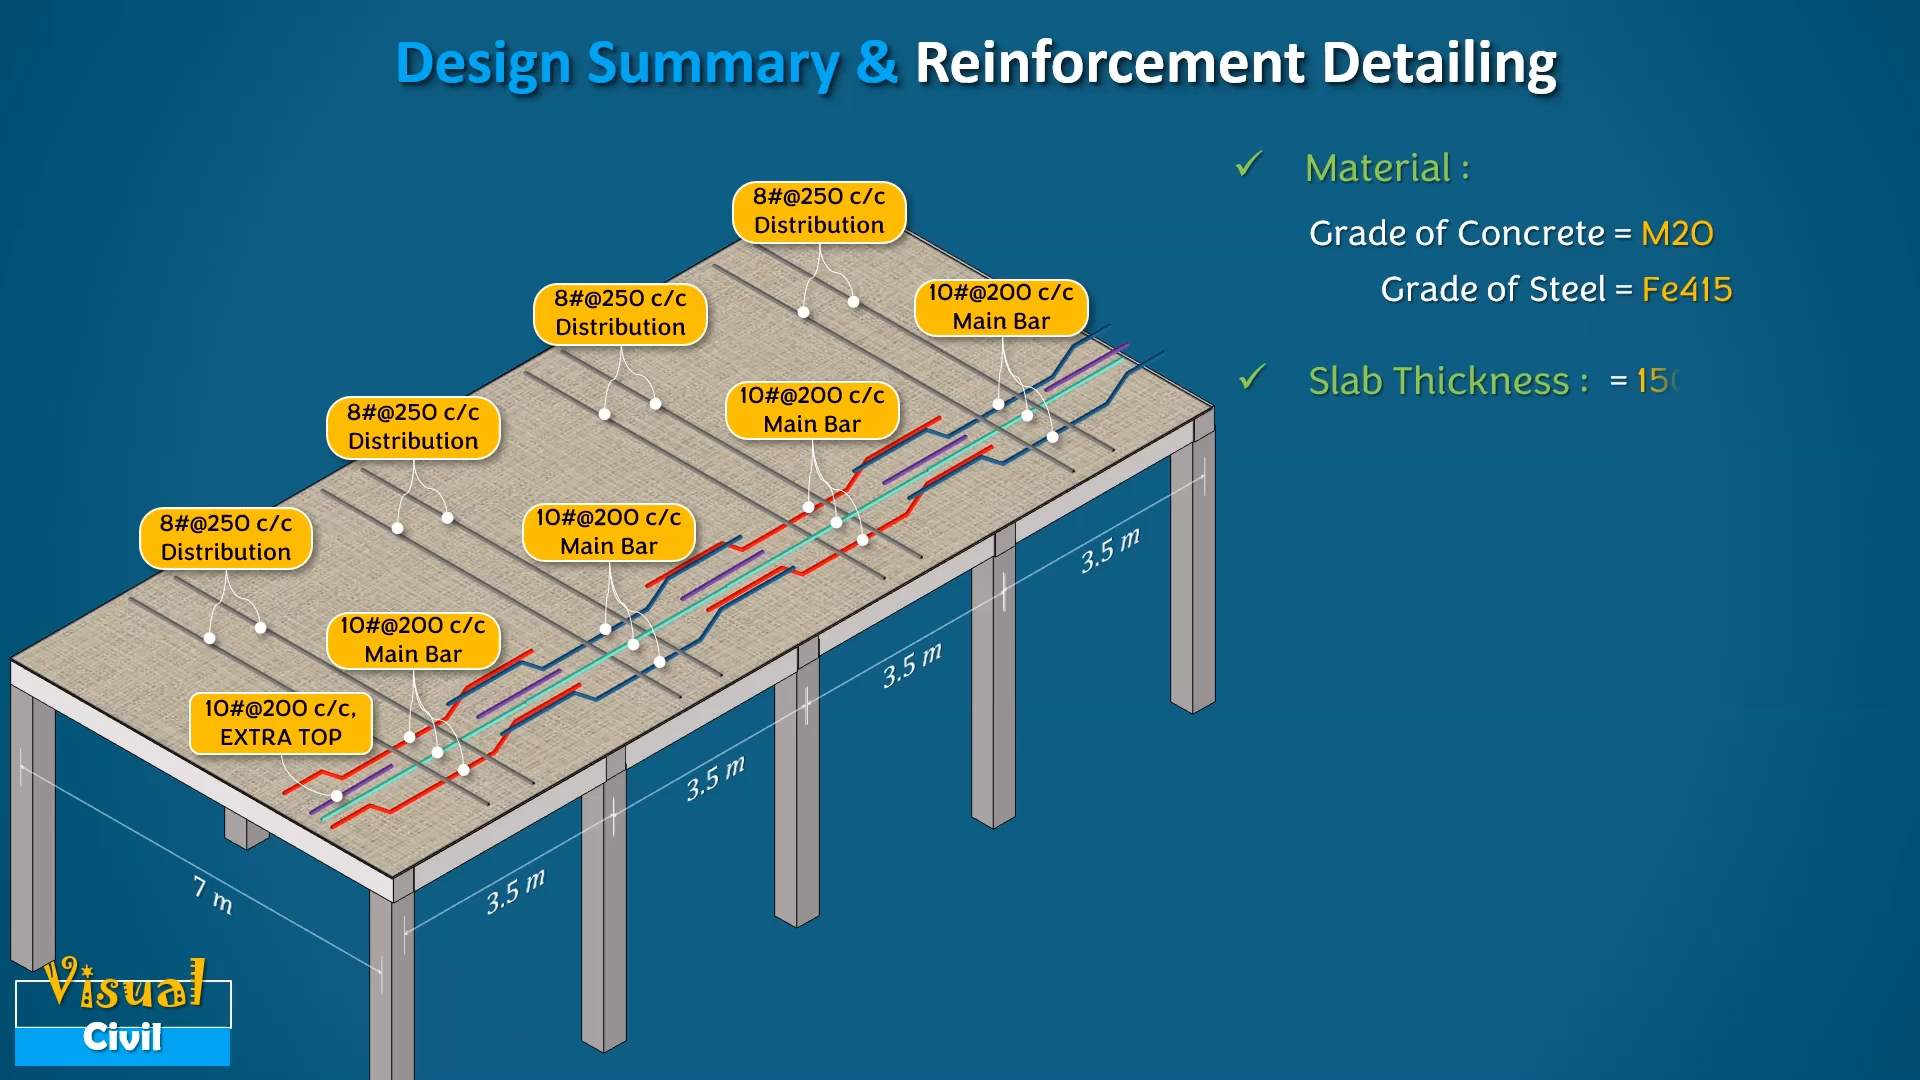 Design Summary & Reinforcement Detailing
✓ Material :
Grade of Concrete = M20
Grade of Steel = Fe415
✓ Slab Thickness : = 150
8#@250 c/c
Distribution
8#@250 c/c
Distribution
8#@250 c/c
Distribution
8#@250 c/c
Distribution
10#@200 c/c
Main Bar
10#@200 c/c
Main Bar
10#@200 c/c
Main Bar
10#@200 c/c
Main Bar
10#@200 c/c,
EXTRA TOP
3.5 m
3.5 m
3.5 m
3.5 m
7 m
Visual
Civil